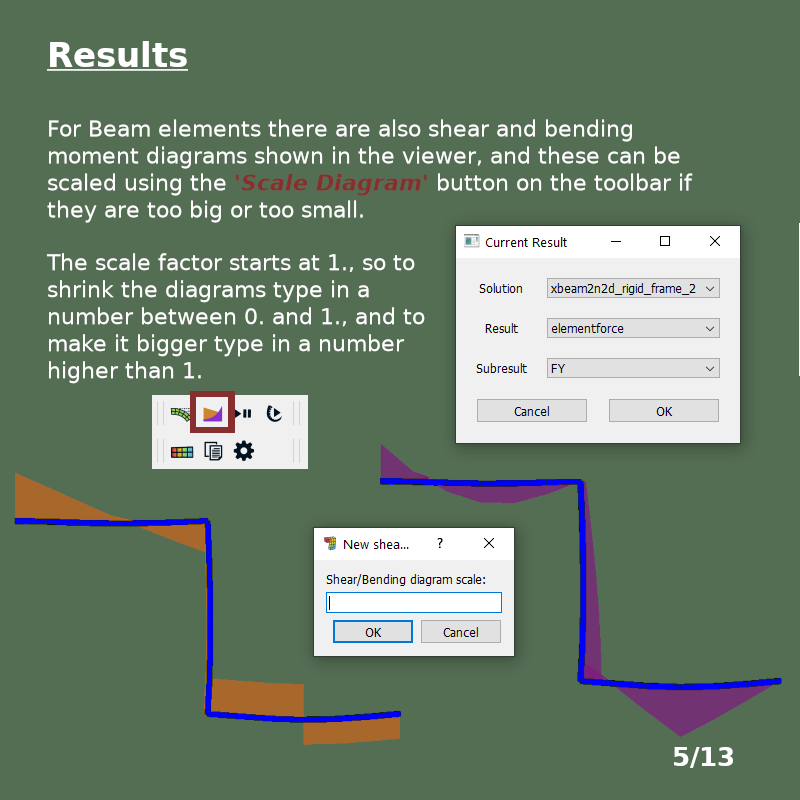 Results
For Beam elements there are also shear and bending
moment diagrams shown in the viewer, and these can be
scaled using the 'Scale Diagram' button on the toolbar if
they are too big or too small.
The scale factor starts at 1., so to
shrink the diagrams type in a
number between 0. and 1., and to
make it bigger type in a number
higher than 1.
Current Result
Solution xbeam2n2d_rigid_frame_2
Result elementforce
Subresult FY
Cancel OK
New shea... ?
Shear/Bending diagram scale:
OK Cancel
5/13